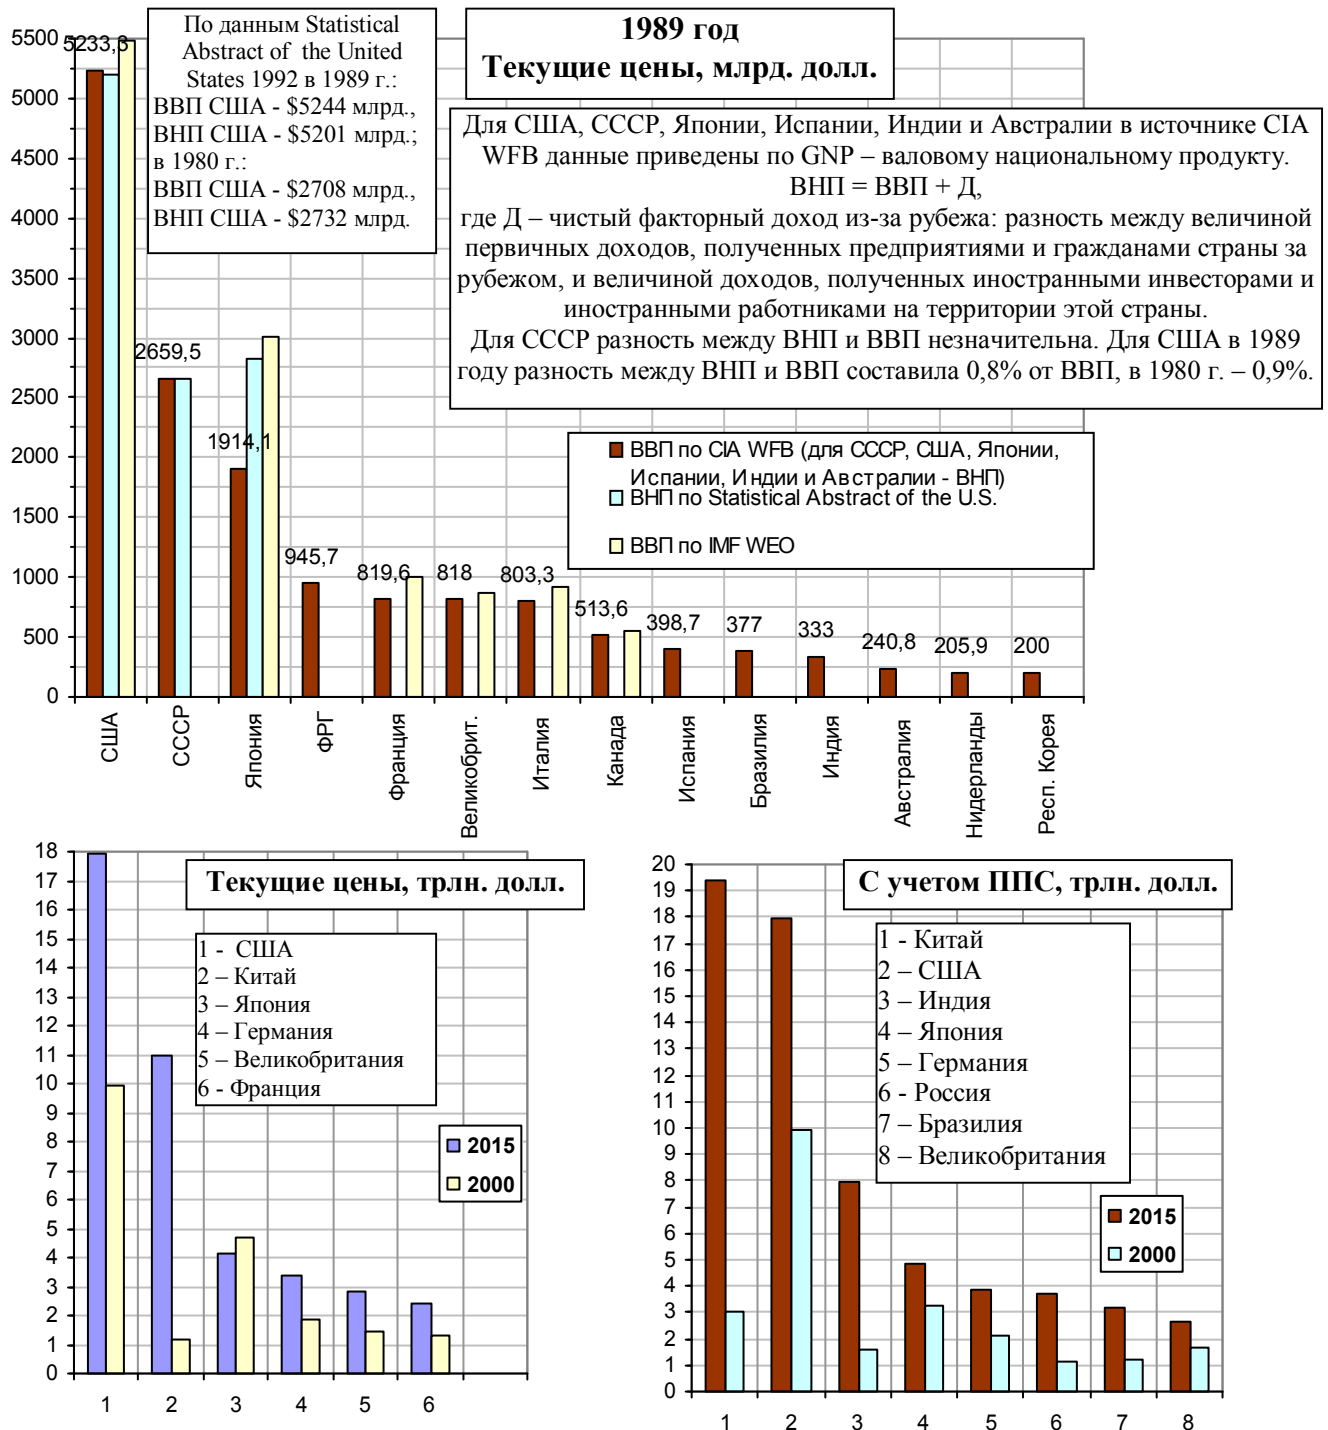 1989 год
Текущие цены, млрд. долл.
По данным Statistical
Abstract of the United
States 1992 в 1989 г.:
ВВП США - $5244 млрд.,
ВНП США - $5201 млрд.;
в 1980 г.:
ВВП США - $2708 млрд.,
ВНП США - $2732 млрд.
Для США, СССР, Японии, Испании, Индии и Австралии в источнике CIA
WFB данные приведены по GNP – валовому национальному продукту.
ВНП = ВВП + Д,
где Д – чистый факторный доход из-за рубежа: разность между величиной
первичных доходов, полученных предприятиями и гражданами страны за
рубежом, и величиной доходов, полученных иностранными инвесторами и
иностранными работниками на территории этой страны.
Для СССР разность между ВНП и ВВП незначительна. Для США в 1989
году разность между ВНП и ВВП составила 0,8% от ВВП, в 1980 г. – 0,9%.
ВВП по CIA WFB (для СССР, США, Японии,
Испании, Индии и Австралии - ВНП)
ВНП по Statistical Abstract of the U.S.
ВВП по IMF WEO
5500
5000
4500
4000
3500
3000
2500
2000
1500
1000
500
0
5233,3
2659,5
1914,1
945,7
819,6
818
803,3
513,6
398,7
377
333
240,8
205,9
200
США
СССР
Япония
ФРГ
Франция
Великобрит.
Италия
Канада
Испания
Бразилия
Индия
Австралия
Нидерланды
Респ. Корея
Текущие цены, трлн. долл.
1 - США
2 – Китай
3 – Япония
4 – Германия
5 – Великобритания
6 - Франция
2015
2000
18
17
16
15
14
13
12
11
10
9
8
7
6
5
4
3
2
1
0
1
2
3
4
5
6
С учетом ППС, трлн. долл.
1 - Китай
2 – США
3 – Индия
4 – Япония
5 – Германия
6 - Россия
7 – Бразилия
8 – Великобритания
2015
2000
20
19
18
17
16
15
14
13
12
11
10
9
8
7
6
5
4
3
2
1
0
1
2
3
4
5
6
7
8